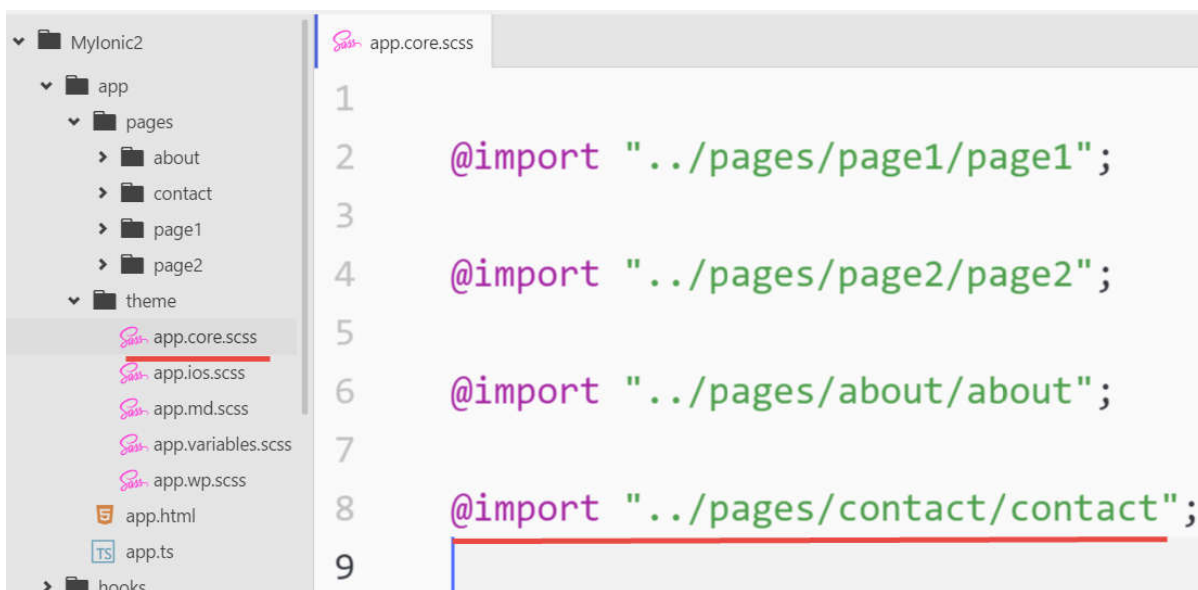 MyIonic2
app
pages
about
contact
page1
page2
theme
app.core.scss
app.ios.scss
app.md.scss
app.variables.scss
app.wp.scss
app.html
app.ts
hooks
app.core.scss
1
2 @import "../pages/page1/page1";
3
4 @import "../pages/page2/page2";
5
6 @import "../pages/about/about";
7
8 @import "../pages/contact/contact";
9